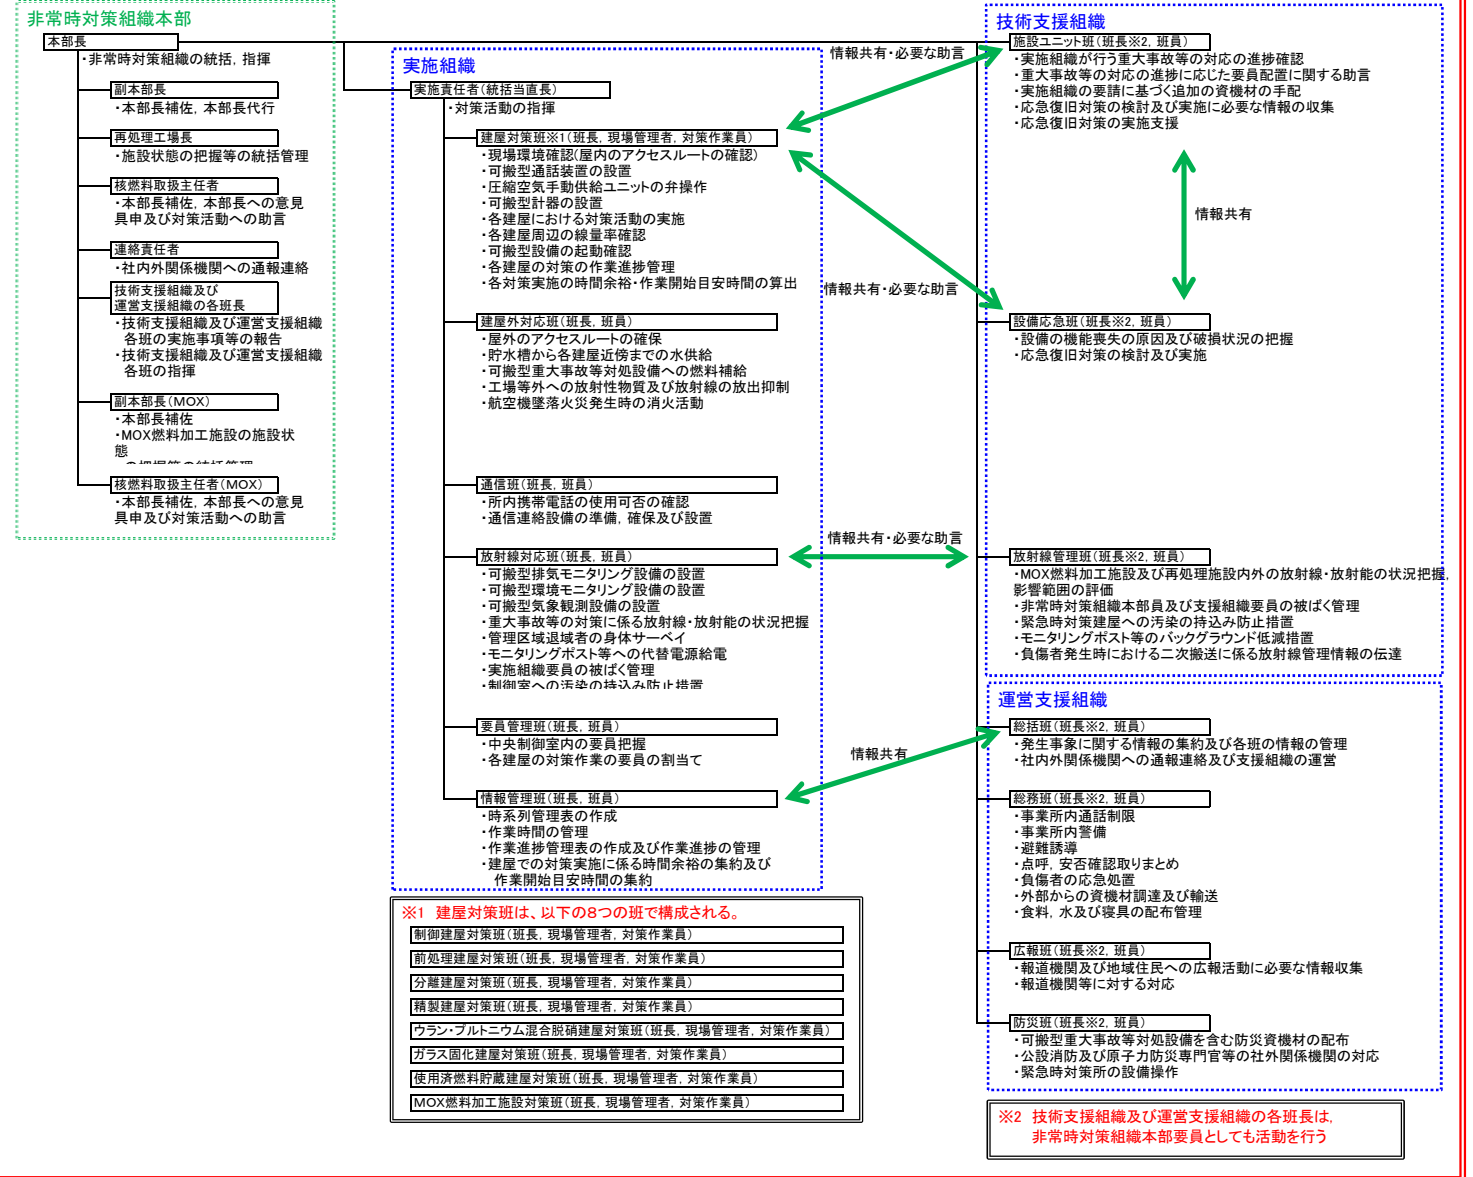 非常時対策組織本部
本部長
・非常時対策組織の統括，指揮
副本部長
・本部長補佐，本部長代行
再処理工場長
・施設状態の把握等の統括管理
核燃料取扱主任者
・本部長補佐，本部長への意見
具申及び対策活動への助言
連絡責任者
・社内外関係機関への通報連絡
技術支援組織及び
運営支援組織の各班長
・技術支援組織及び運営支援組織
各班の実施事項等の報告
・技術支援組織及び運営支援組織
各班の指揮
副本部長（MOX）
・本部長補佐
・MOX燃料加工施設の施設状
態
の把握等の統括管理
核燃料取扱主任者（MOX）
・本部長補佐，本部長への意見
具申及び対策活動への助言
実施組織
実施責任者（統括当直長）
・対策活動の指揮
建屋対策班※1（班長，現場管理者，対策作業員）
・現場環境確認（屋内のアクセスルートの確認）
・可搬型通話装置の設置
・圧縮空気手動供給ユニットの弁操作
・可搬型計器の設置
・各建屋における対策活動の実施
・各建屋周辺の線量率確認
・可搬型設備の起動確認
・各建屋の対策の作業進捗管理
・各対策実施の時間余裕・作業開始目安時間の算出
建屋外対応班（班長，班員）
・屋外のアクセスルートの確保
・貯水槽から各建屋近傍までの水供給
・可搬型重大事故等対処設備への燃料補給
・工場等外への放射性物質及び放射線の放出抑制
・航空機墜落火災発生時の消火活動
通信班（班長，班員）
・所内携帯電話の使用可否の確認
・通信連絡設備の準備，確保及び設置
放射線対応班（班長，班員）
・可搬型排気モニタリング設備の設置
・可搬型環境モニタリング設備の設置
・可搬型気象観測設備の設置
・重大事故等の対策に係る放射線・放射能の状況把握
・管理区域退域者の身体サーベイ
・モニタリングポスト等への代替電源給電
・実施組織要員の被ばく管理
・制御室への汚染の持込み防止措置
要員管理班（班長，班員）
・中央制御室内の要員把握
・各建屋の対策作業の要員の割当て
情報管理班（班長，班員）
・時系列管理表の作成
・作業時間の管理
・作業進捗管理表の作成及び作業進捗の管理
・建屋での対策実施に係る時間余裕の集約及び
作業開始目安時間の集約
※1　建屋対策班は、以下の8つの班で構成される。
制御建屋対策班（班長，現場管理者，対策作業員）
前処理建屋対策班（班長，現場管理者，対策作業員）
分離建屋対策班（班長，現場管理者，対策作業員）
精製建屋対策班（班長，現場管理者，対策作業員）
ウラン・プルトニウム混合脱硝建屋対策班（班長，現場管理者，対策作業員）
ガラス固化建屋対策班（班長，現場管理者，対策作業員）
使用済燃料貯蔵建屋対策班（班長，現場管理者，対策作業員）
MOX燃料加工施設対策班（班長，現場管理者，対策作業員）
情報共有・必要な助言
情報共有・必要な助言
情報共有・必要な助言
情報共有
技術支援組織
施設ユニット班（班長※2，班員）
・実施組織が行う重大事故等の対応の進捗確認
・重大事故等の対応の進捗に応じた要員配置に関する助言
・実施組織の要請に基づく追加の資機材の手配
・応急復旧対策の検討及び実施に必要な情報の収集
・応急復旧対策の実施支援
情報共有
設備応急班（班長※2，班員）
・設備の機能喪失の原因及び破損状況の把握
・応急復旧対策の検討及び実施
放射線管理班（班長※2，班員）
・MOX燃料加工施設及び再処理施設内外の放射線・放射能の状況把握，
影響範囲の評価
・非常時対策組織本部員及び支援組織要員の被ばく管理
・緊急時対策建屋への汚染の持込み防止措置
・モニタリングポスト等のバックグラウンド低減措置
・負傷者発生時における二次搬送に係る放射線管理情報の伝達
運営支援組織
総括班（班長※2，班員）
・発生事象に関する情報の集約及び各班の情報の管理
・社内外関係機関への通報連絡及び支援組織の運営
総務班（班長※2，班員）
・事業所内通話制限
・事業所内警備
・避難誘導
・点呼，安否確認取りまとめ
・負傷者の応急処置
・外部からの資機材調達及び輸送
・食料，水及び寝具の配布管理
広報班（班長※2，班員）
・報道機関及び地域住民への広報活動に必要な情報収集
・報道機関等に対する対応
防災班（班長※2，班員）
・可搬型重大事故等対処設備を含む防災資機材の配布
・公設消防及び原子力防災専門官等の社外関係機関の対応
・緊急時対策所の設備操作
※2　技術支援組織及び運営支援組織の各班長は，
非常時対策組織本部要員としても活動を行う